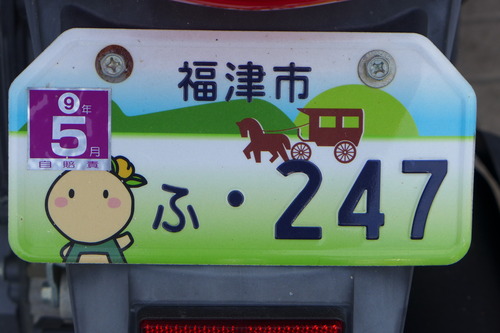 福津市
9年
5月
自賠責
ふ・247